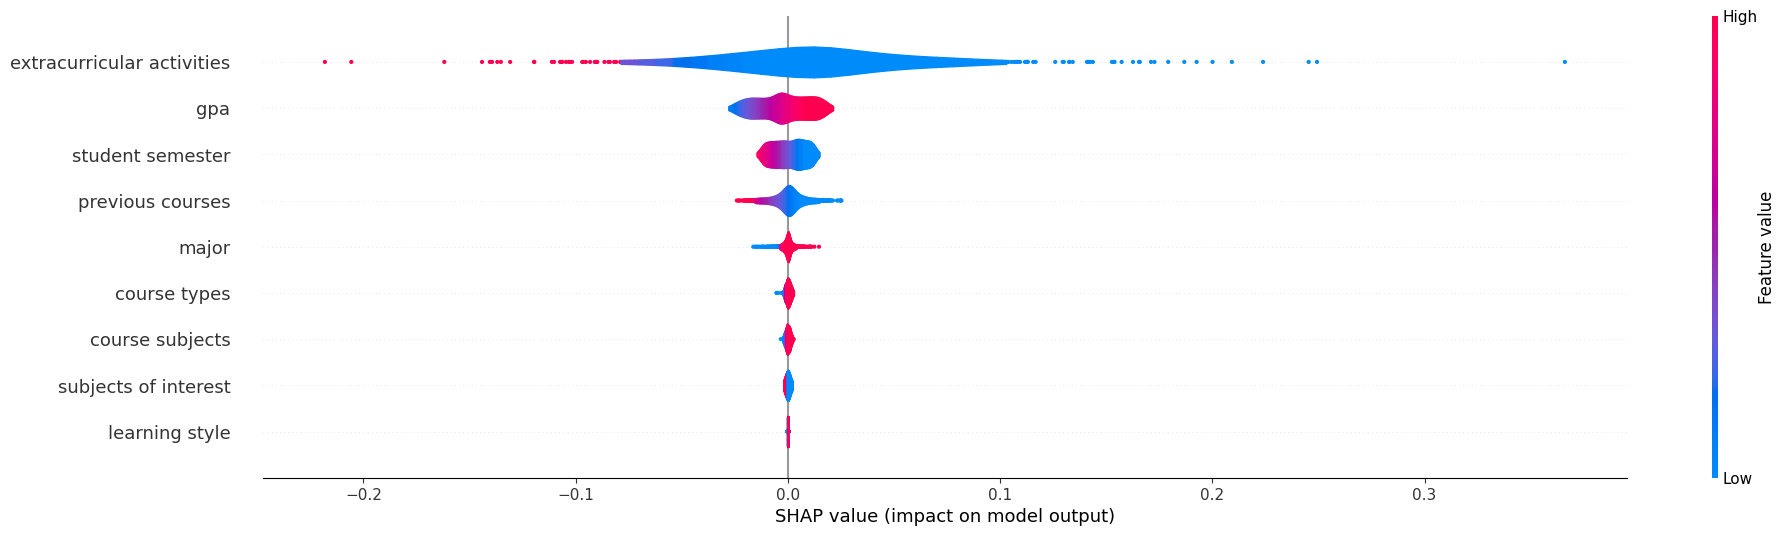 High
extracurricular activities
gpa
student semester
previous courses
major
course types
course subjects
subjects of interest
learning style
Feature value
Low
−0.2 −0.1 0.0 0.1 0.2 0.3
SHAP value (impact on model output)